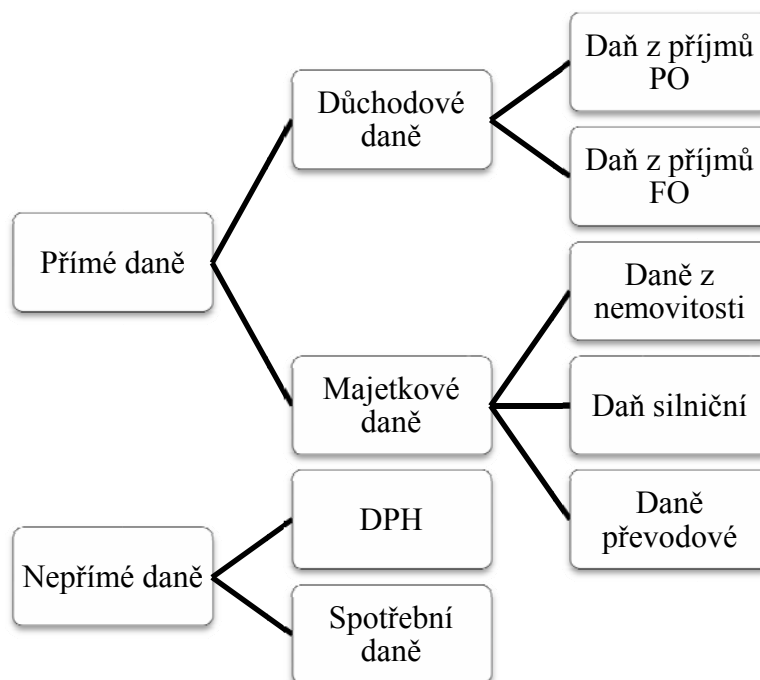 Přímé daně
Důchodové
daně
Daň z příjmů
PO
Daň z příjmů
FO
Majetkové
daně
Daně z
nemovitosti
Daň silniční
Daně
převodové
Nepřímé daně
DPH
Spotřební
daně